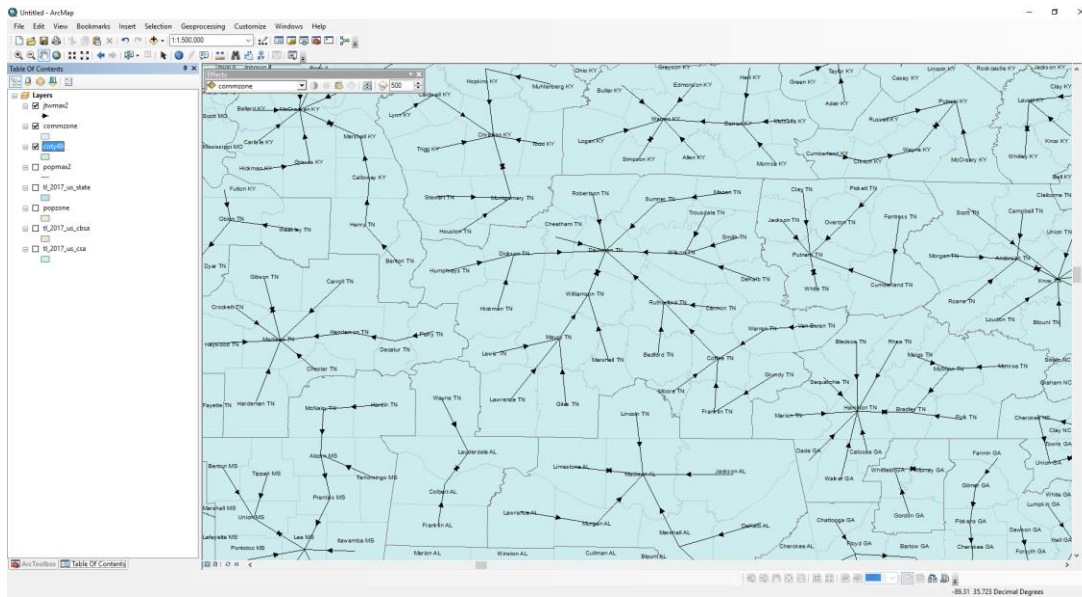 Untitled - ArcMap
File Edit View Bookmarks Insert Selection Geoprocessing Customize Windows Help
1:1,500,000
Table Of Contents
Layers
jtwmax2
commzone
cnty49
popmax2
tl_2017_us_state
popzone
tl_2017_us_cbsa
tl_2017_us_csa
Effects
commzone
500
Hopkins KY
Muhlenberg KY
Ohio KY
Butler KY
Grayson KY
Edmonson KY
Hart KY
Green KY
Taylor KY
Casey KY
Lincoln KY
Rockcastle KY
Jackson KY
Clay KY
Ballard KY
McCracken KY
Caldwell KY
Lyon KY
Adair KY
Pulaski KY
Laurel KY
Scott MO
Marshall KY
Christian KY
Todd KY
Logan KY
Warren KY
Barren KY
Metcalfe KY
Russell KY
Knox KY
Mississippi MO
Carlisle KY
Trigg KY
Simpson KY
Allen KY
Monroe KY
Cumberland KY
Clinton KY
Wayne KY
McCreary KY
Whitley KY
Hickman KY
Graves KY
Calloway KY
Bell KY
Fulton KY
Stewart TN
Montgomery TN
Robertson TN
Sumner TN
Macon TN
Clay TN
Pickett TN
Claiborne TN
Obion TN
Weakley TN
Henry TN
Houston TN
Cheatham TN
Trousdale TN
Jackson TN
Overton TN
Fentress TN
Scott TN
Campbell TN
Union TN
Dyer TN
Benton TN
Humphreys TN
Dickson TN
Davidson TN
Wilson TN
Smith TN
Putnam TN
Morgan TN
Anderson TN
Gibson TN
Carroll TN
DeKalb TN
White TN
Cumberland TN
Knox TN
Crockett TN
Hickman TN
Williamson TN
Rutherford TN
Cannon TN
Roane TN
Loudon TN
Blount TN
Haywood TN
Madison TN
Henderson TN
Perry TN
Decatur TN
Lewis TN
Maury TN
Marshall TN
Bedford TN
Coffee TN
Warren TN
Van Buren TN
Bledsoe TN
Rhea TN
Meigs TN
McMinn TN
Monroe TN
Swain NC
Chester TN
Moore TN
Grundy TN
Sequatchie TN
Graham NC
Fayette TN
Hardeman TN
McNairy TN
Hardin TN
Wayne TN
Lawrence TN
Giles TN
Lincoln TN
Franklin TN
Marion TN
Hamilton TN
Bradley TN
Polk TN
Cherokee NC
Clay NC
Benton MS
Tippah MS
Alcorn MS
Tishomingo MS
Lauderdale AL
Limestone AL
Madison AL
Jackson AL
Dade GA
Catoosa GA
Fannin GA
Towns GA
Union GA
Marshall MS
Union MS
Prentiss MS
Colbert AL
Lawrence AL
Morgan AL
Walker GA
Whitfield GA
Murray GA
Gilmer GA
White GA
Lumpkin GA
Lafayette MS
Pontotoc MS
Lee MS
Itawamba MS
Franklin AL
Marshall AL
DeKalb AL
Chattooga GA
Gordon GA
Pickens GA
Dawson GA
Hall GA
Marion AL
Winston AL
Cullman AL
Blount AL
Cherokee AL
Floyd GA
Bartow GA
Cherokee GA
Forsyth GA
ArcToolbox
Table Of Contents
-89.31 35.723 Decimal Degrees